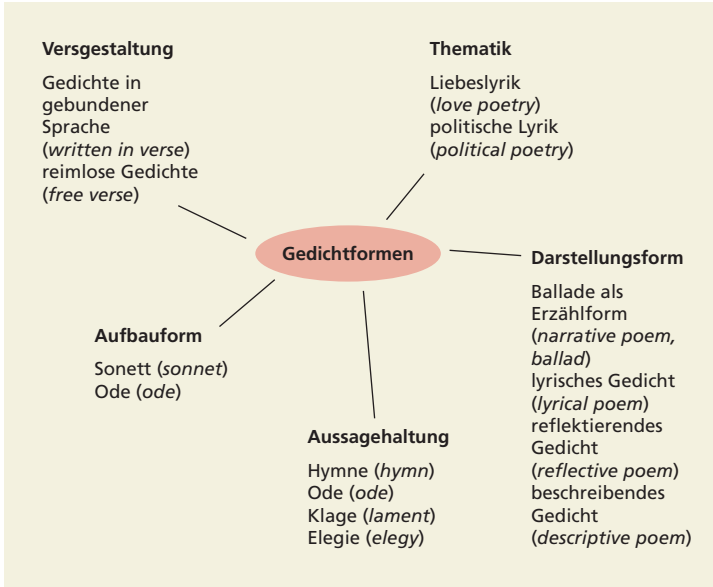 Versgestaltung
Gedichte in
gebundener
Sprache
(written in verse)
reimlose Gedichte
(free verse)
Thematik
Liebeslyrik
(love poetry)
politische Lyrik
(political poetry)
Gedichtformen
Darstellungsform
Ballade als
Erzählform
(narrative poem,
ballad)
lyrisches Gedicht
(lyrical poem)
reflektierendes
Gedicht
(reflective poem)
beschreibendes
Gedicht
(descriptive poem)
Aufbauform
Sonett (sonnet)
Ode (ode)
Aussagehaltung
Hymne (hymn)
Ode (ode)
Klage (lament)
Elegie (elegy)